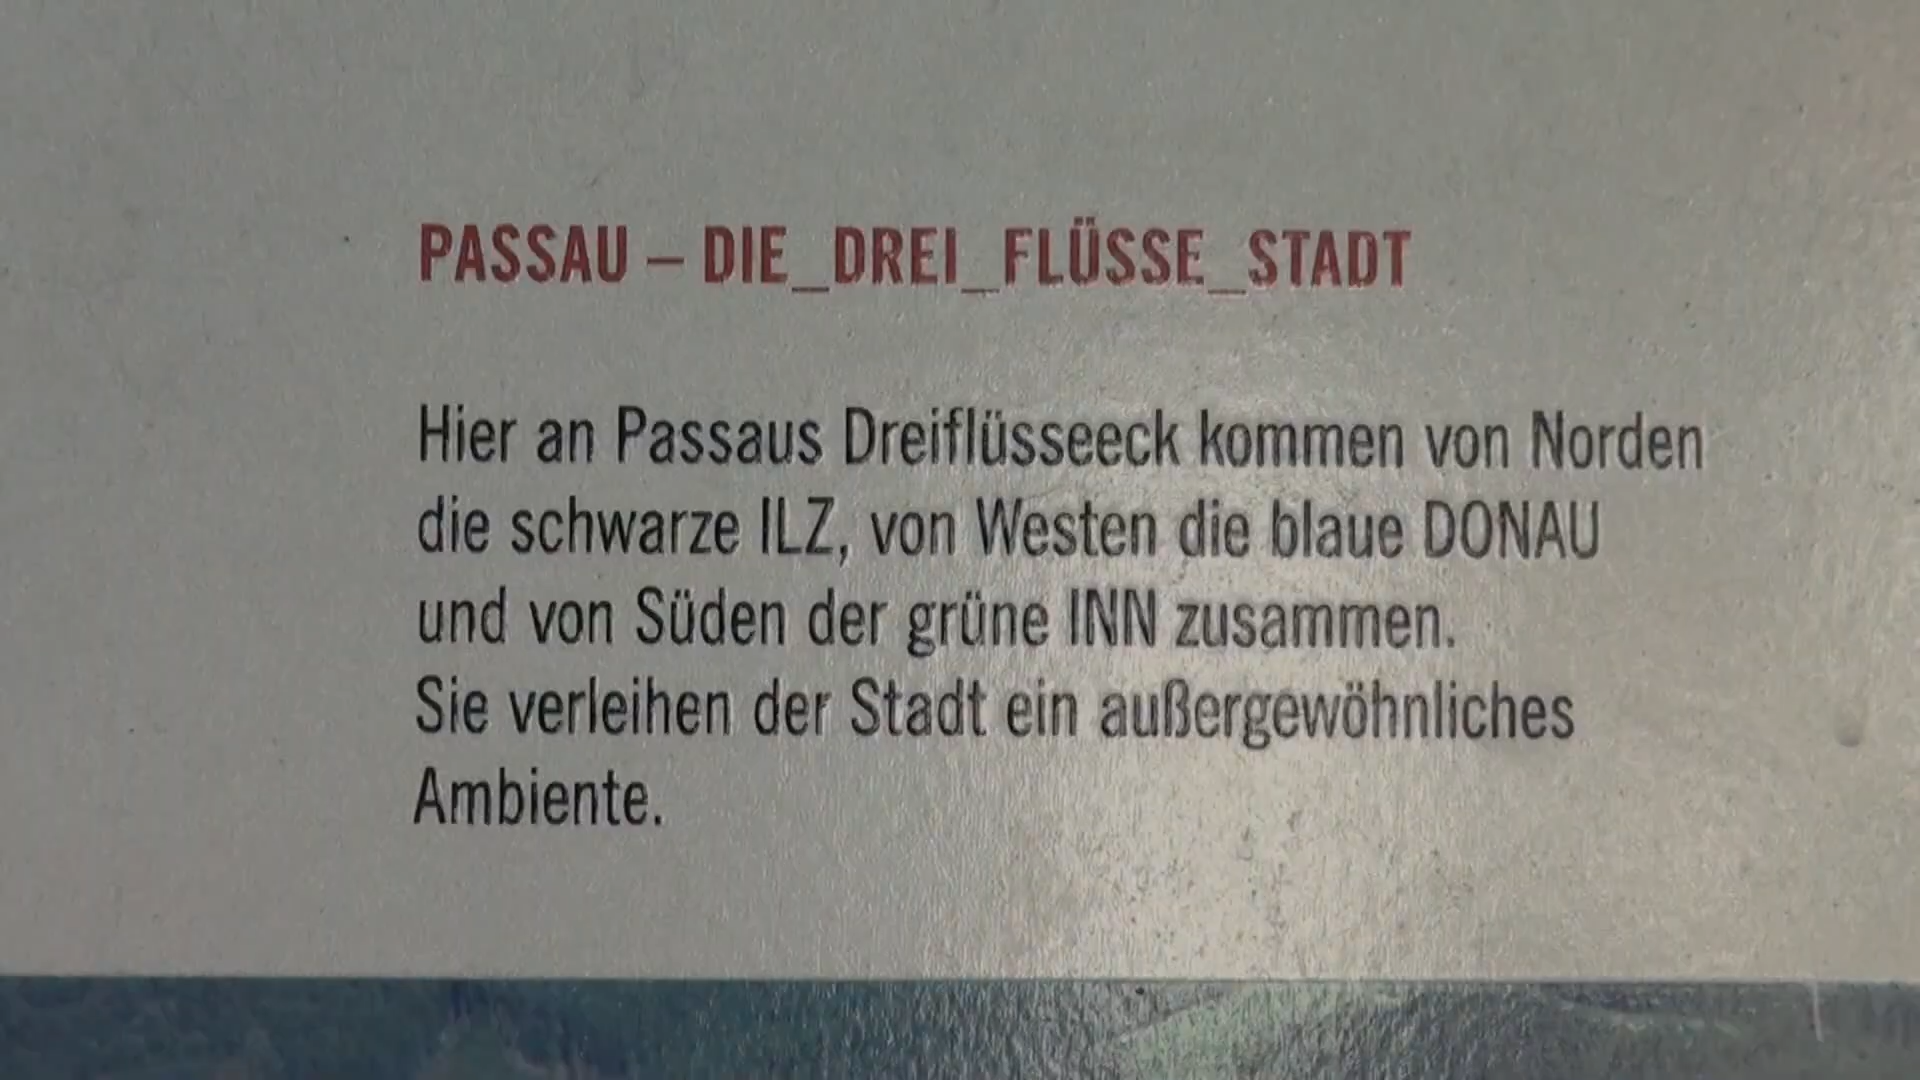 PASSAU – DIE_DREI_FLÜSSE_STADT
Hier an Passaus Dreiflüsseeck kommen von Norden
die schwarze ILZ, von Westen die blaue DONAU
und von Süden der grüne INN zusammen.
Sie verleihen der Stadt ein außergewöhnliches
Ambiente.